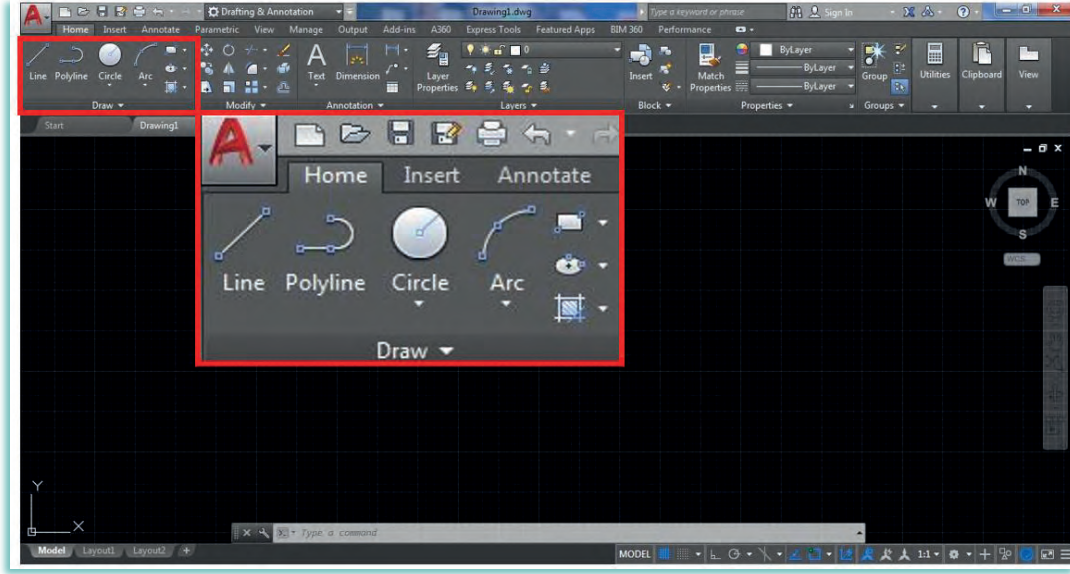 Drafting & Annotation Drawing1.dwg Type a keyword or phrase Sign In
Home Insert Annotate Parametric View Manage Output Add-ins A360 Express Tools Featured Apps BIM 360 Performance
0 ByLayer
ByLayer
Line Polyline Circle Arc Text Dimension Layer Properties Insert Match Properties ByLayer Group Utilities Clipboard View
Draw Modify Annotation Layers Block Properties Groups
Start Drawing1
Home Insert Annotate
Line Polyline Circle Arc
Draw
N
W TOP E
S
WCS
Y
X
Type a command
Model Layout1 Layout2 + MODEL 1:1